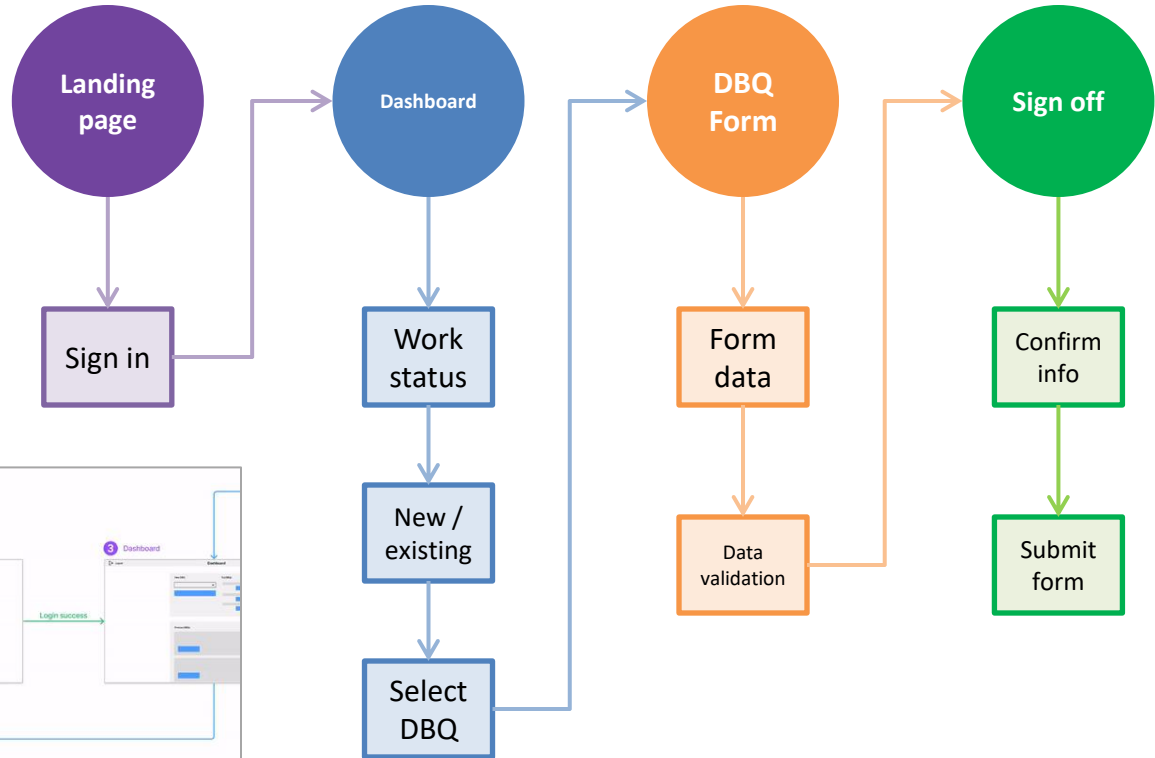 Landing
page
Dashboard
DBQ
Form
Sign off
Sign in
Work
status
Form
data
Confirm
info
New /
existing
Data
validation
Submit
form
Select
DBQ
3 Dashboard
Dashboard
Login success